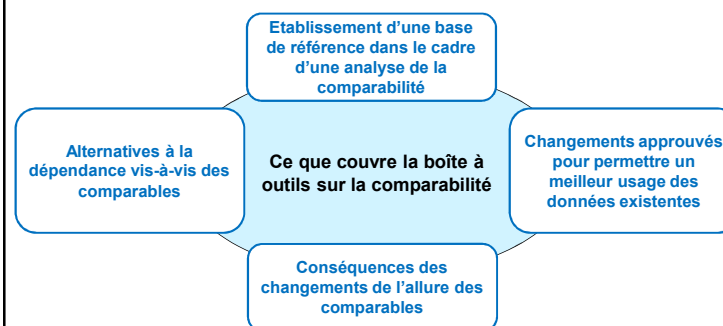 Etablissement d'une base
de référence dans le cadre
d'une analyse de la
comparabilité
Alternatives à la
dépendance vis-à-vis des
comparables
Ce que couvre la boîte à
outils sur la comparabilité
Changements approuvés
pour permettre un
meilleur usage des
données existentes
Conséquences des
changements de l'allure des
comparables